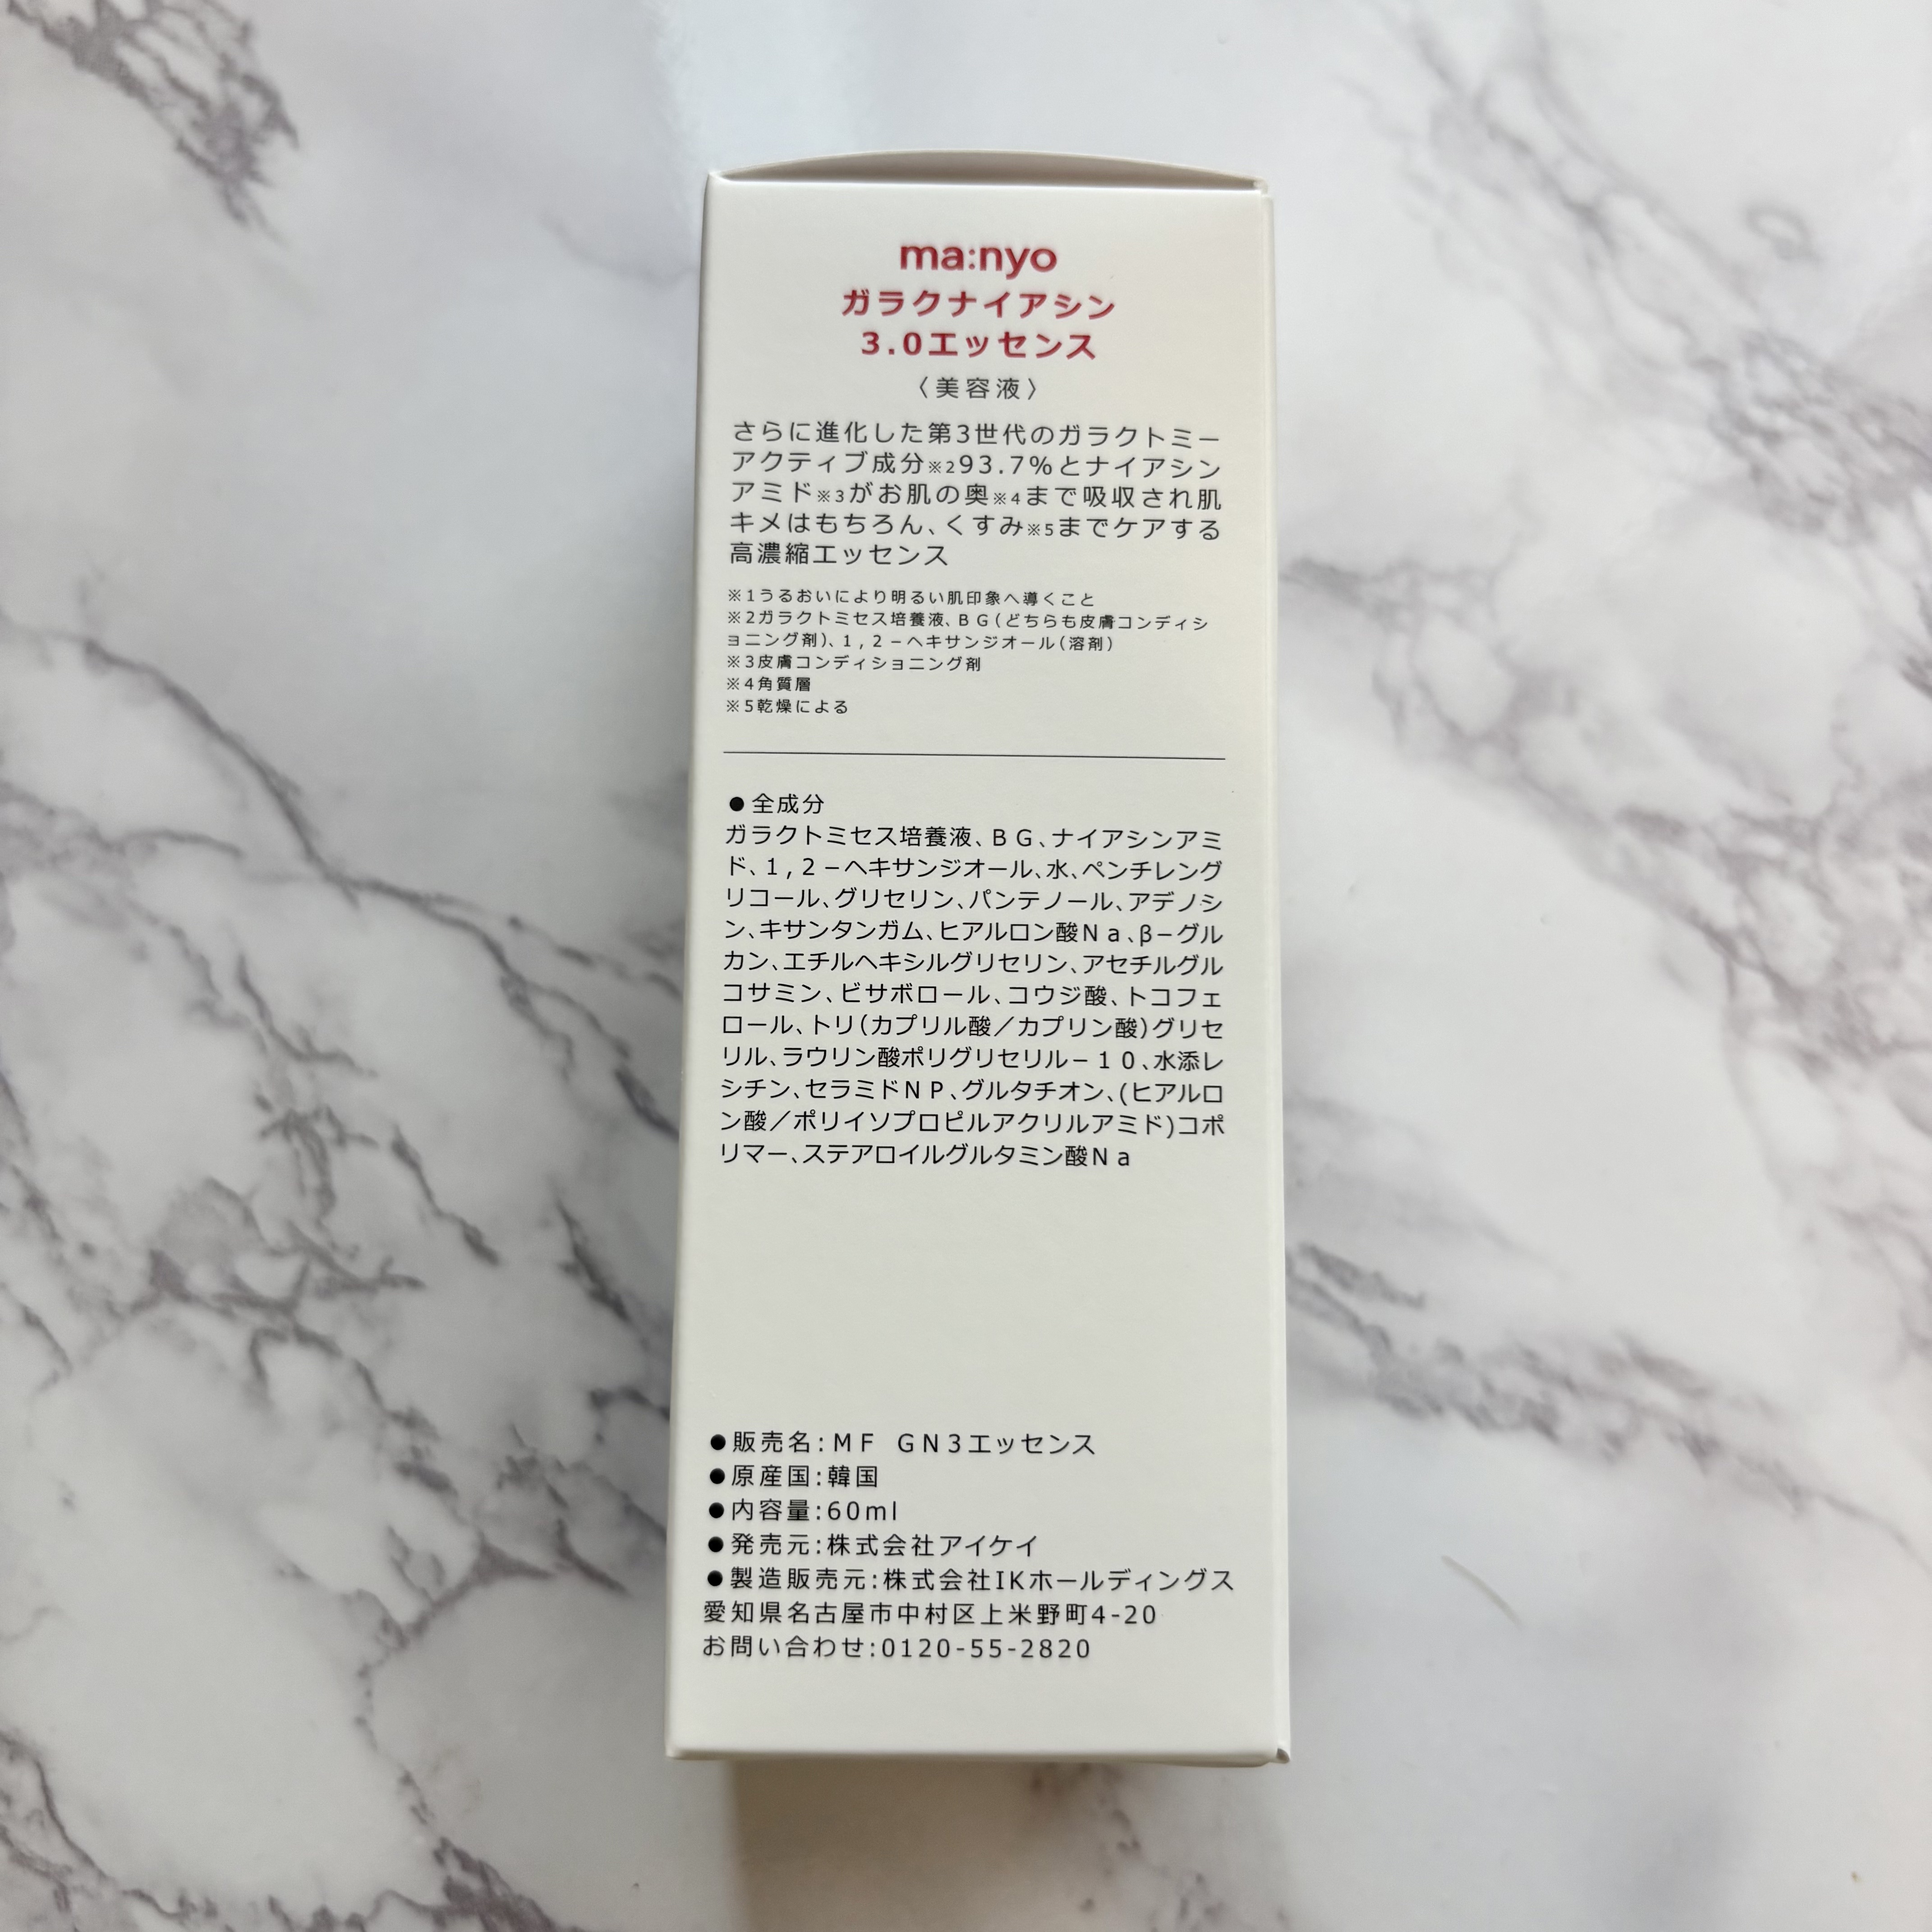 ma:nyo
ガラクナイアシン
3.0エッセンス
〈美容液〉
さらに進化した第3世代のガラクトミー
アクティブ成分※293.7%とナイアシン
アミド※3がお肌の奥※4まで吸収され肌
キメはもちろん、くすみ※5までケアする
高濃縮エッセンス
※1うるおいにより明るい肌印象へ導くこと
※2ガラクトミセス培養液、ＢＧ（どちらも皮膚コンディシ
ョニング剤）、１，２－ヘキサンジオール（溶剤）
※3皮膚コンディショニング剤
※4角質層
※5乾燥による
●全成分
ガラクトミセス培養液、ＢＧ、ナイアシンアミ
ド、１，２－ヘキサンジオール、水、ペンチレング
リコール、グリセリン、パンテノール、アデノシ
ン、キサンタンガム、ヒアルロン酸Ｎａ、β－グル
カン、エチルヘキシルグリセリン、アセチルグル
コサミン、ビサボロール、コウジ酸、トコフェ
ロール、トリ（カプリル酸／カプリン酸）グリセ
リル、ラウリン酸ポリグリセリル－１０、水添レ
シチン、セラミドＮＰ、グルタチオン、（ヒアルロ
ン酸／ポリイソプロピルアクリルアミド）コポ
リマー、ステアロイルグルタミン酸Ｎａ
●販売名:ＭＦ ＧＮ３エッセンス
●原産国:韓国
●内容量:60ml
●発売元:株式会社アイケイ
●製造販売元:株式会社IKホールディングス
愛知県名古屋市中村区上米野町4-20
お問い合わせ:0120-55-2820